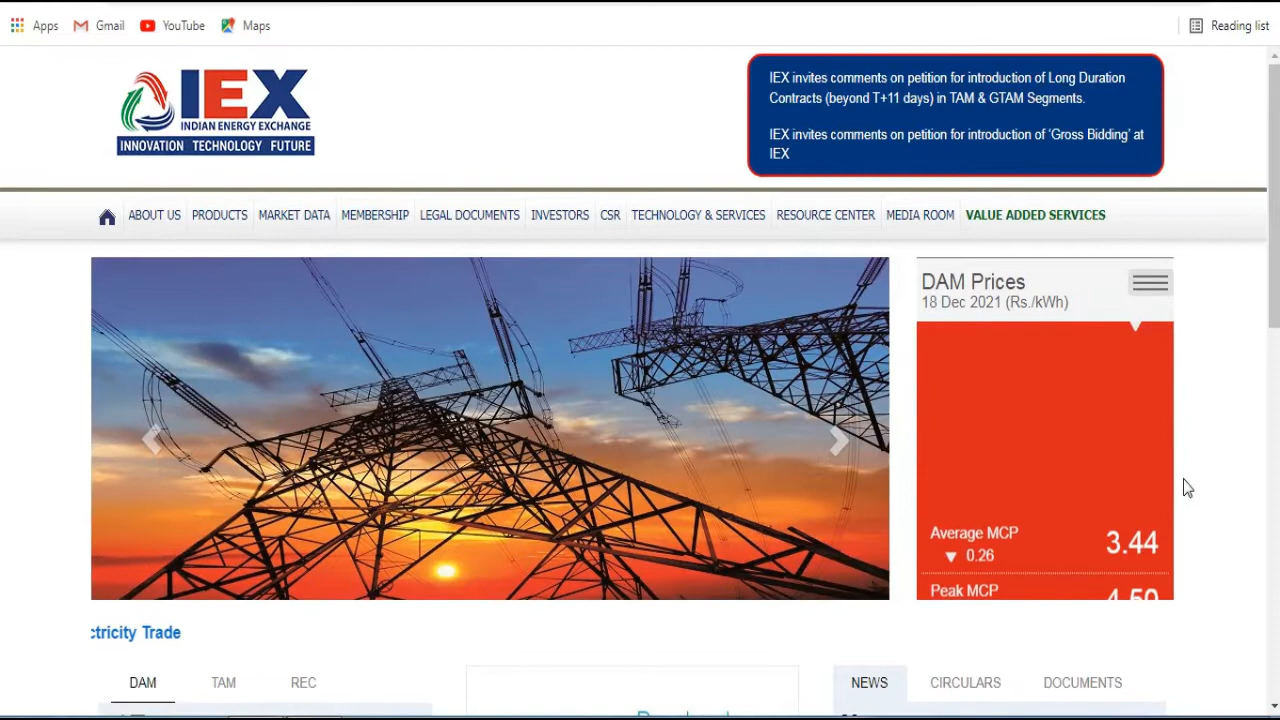 Apps
Gmail
YouTube
Maps
Reading list
IEX
INDIAN ENERGY EXCHANGE
INNOVATION TECHNOLOGY FUTURE
IEX invites comments on petition for introduction of Long Duration
Contracts (beyond T+11 days) in TAM & GTAM Segments.
IEX invites comments on petition for introduction of 'Gross Bidding' at
IEX
ABOUT US
PRODUCTS
MARKET DATA
MEMBERSHIP
LEGAL DOCUMENTS
INVESTORS
CSR
TECHNOLOGY & SERVICES
RESOURCE CENTER
MEDIA ROOM
VALUE ADDED SERVICES
DAM Prices
18 Dec 2021 (Rs./kWh)
Average MCP
3.44
▼ 0.26
Peak MCP
4.50
ctricity Trade
DAM
TAM
REC
NEWS
CIRCULARS
DOCUMENTS